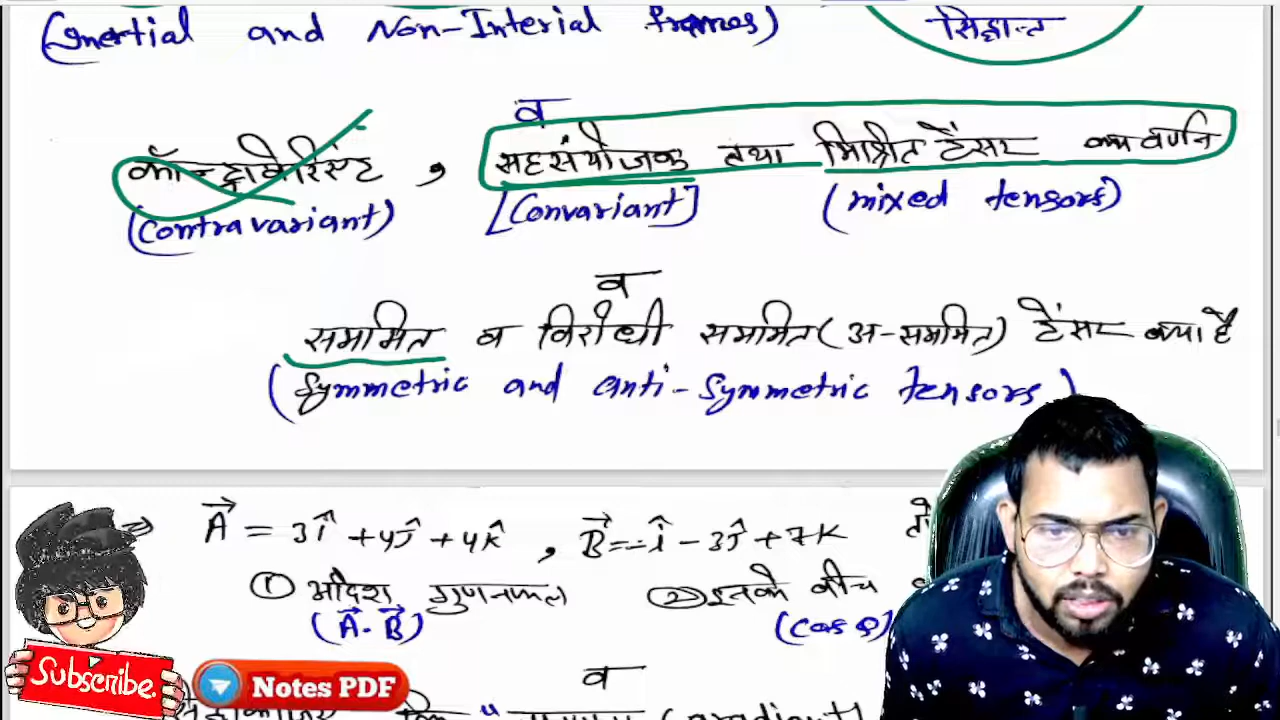 (Inertial and Non-Interial frames) सिद्धान्त
व
कॉन्ट्रावेरिएंट , सहसंयोजक तथा मिश्रित टेंसर का वर्णन
(Contravariant) [Convariant] (mixed tensors)
व
सममित व विरोधी सममित (अ-सममित) टेंसर क्या है
(Symmetric and anti-Symmetric tensors)
⇒ A⃗ = 3î + 4ĵ + 4k̂ , B⃗ = -î - 3ĵ + 7K
① अदिश गुणनफल ② इनके बीच
(A⃗. B⃗) (Cos θ)
व
(gradient)
Subscribe
Notes PDF